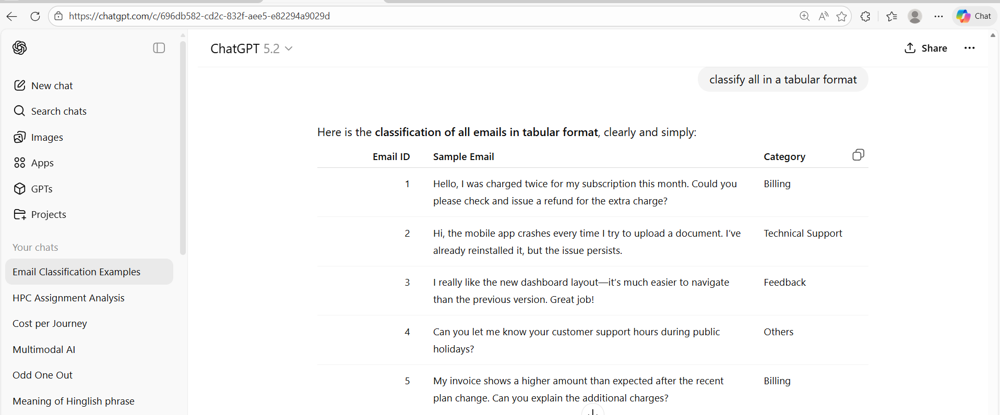 https://chatgpt.com/c/696db582-cd2c-832f-aee5-e82294a9029d
Chat
ChatGPT 5.2
Share
New chat
Search chats
Images
Apps
GPTs
Projects
Your chats
Email Classification Examples
HPC Assignment Analysis
Cost per Journey
Multimodal AI
Odd One Out
Meaning of Hinglish phrase
classify all in a tabular format
Here is the classification of all emails in tabular format, clearly and simply:
Email ID Sample Email Category
1 Hello, I was charged twice for my subscription this month. Could you Billing
please check and issue a refund for the extra charge?
2 Hi, the mobile app crashes every time I try to upload a document. I’ve Technical Support
already reinstalled it, but the issue persists.
3 I really like the new dashboard layout—it’s much easier to navigate Feedback
than the previous version. Great job!
4 Can you let me know your customer support hours during public Others
holidays?
5 My invoice shows a higher amount than expected after the recent Billing
plan change. Can you explain the additional charges?